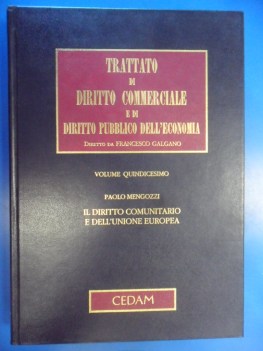 TRATTATO
DI
DIRITTO COMMERCIALE
E DI
DIRITTO PUBBLICO DELL'ECONOMIA
DIRETTO DA FRANCESCO GALGANO
VOLUME QUINDICESIMO
PAOLO MENGOZZI
IL DIRITTO COMUNITARIO
E DELL'UNIONE EUROPEA
CEDAM